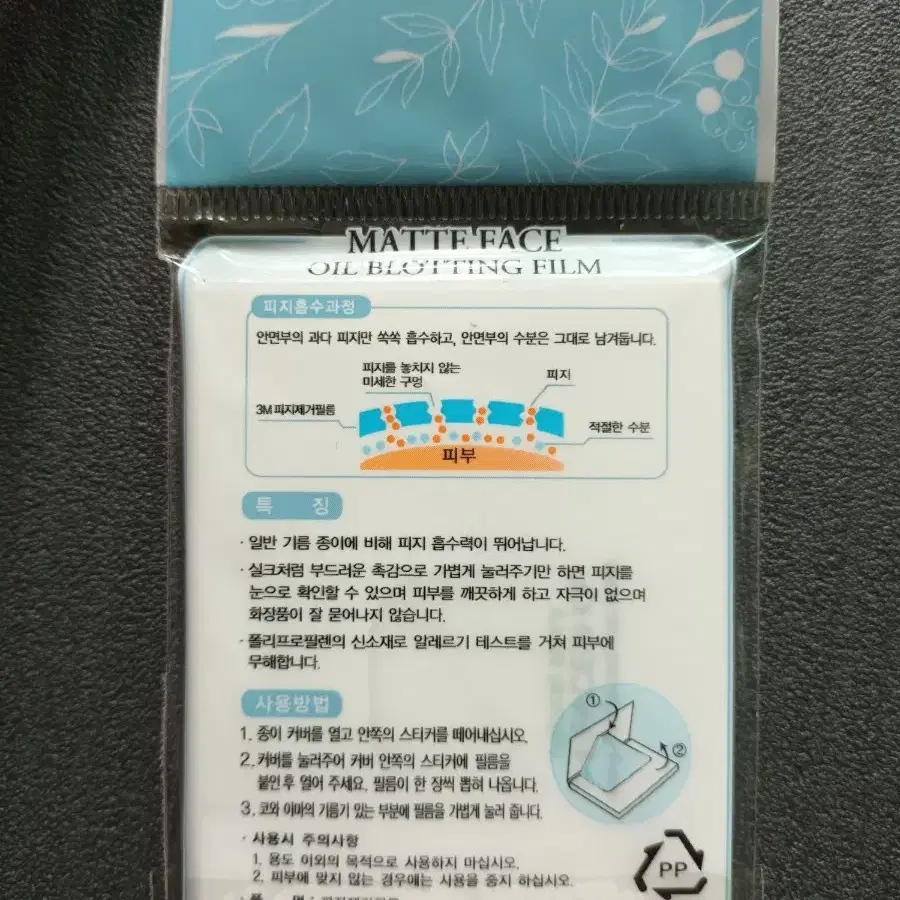 MATTE FACE
OIL BLOTTING FILM
피지흡수과정
안면부의 과다 피지만 쏙쏙 흡수하고, 안면부의 수분은 그대로 남겨둡니다.
피지를 놓치지 않는
미세한 구멍
피지
3M 피지제거필름
적절한 수분
피부
특 징
· 일반 기름 종이에 비해 피지 흡수력이 뛰어납니다.
· 실크처럼 부드러운 촉감으로 가볍게 눌러주기만 하면 피지를
눈으로 확인할 수 있으며 피부를 깨끗하게 하고 자극이 없으며
화장품이 잘 묻어나지 않습니다.
· 폴리프로필렌의 신소재로 알레르기 테스트를 거쳐 피부에
무해합니다.
사용방법
1. 종이 커버를 열고 안쪽의 스티커를 떼어내십시오.
2. 커버를 눌러주어 커버 안쪽의 스티커에 필름을
붙인 후 열어 주세요. 필름이 한 장씩 뽑혀 나옵니다.
3. 코와 이마의 기름기 있는 부분에 필름을 가볍게 눌러 줍니다.
①
②
· 사용시 주의사항
1. 용도 이외의 목적으로 사용하지 마십시오.
2. 피부에 맞지 않는 경우에는 사용을 중지 하십시오.
PP